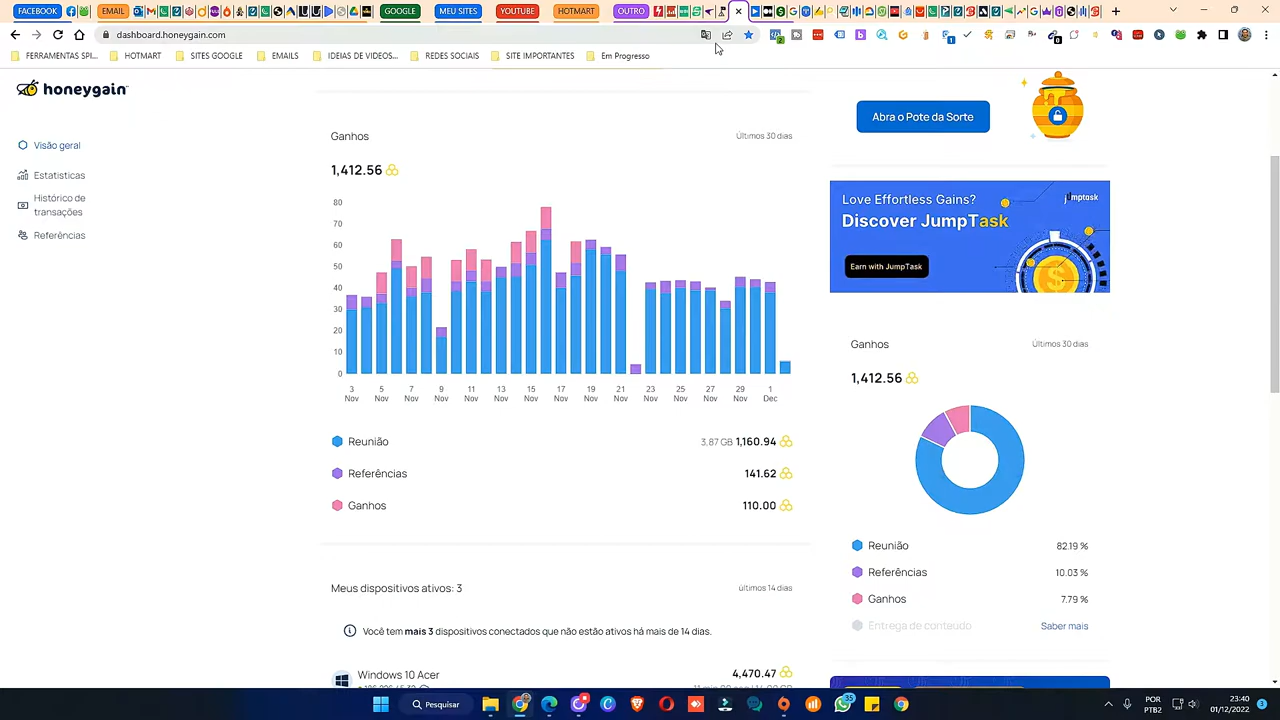 FACEBOOK
EMAIL
GOOGLE
MEU SITES
YOUTUBE
HOTMART
OUTRO
dashboard.honeygain.com
FERRAMENTAS SPI...
HOTMART
SITES GOOGLE
EMAILS
IDEIAS DE VIDEOS...
REDES SOCIAIS
SITE IMPORTANTES
Em Progresso
honeygain
Visão geral
Estatisticas
Histórico de
transações
Referências
Ganhos
Últimos 30 dias
1,412.56
80
70
60
50
40
30
20
10
0
3 5 7 9 11 13 15 17 19 21 23 25 27 29 1
Nov Nov Nov Nov Nov Nov Nov Nov Nov Nov Nov Nov Nov Nov Dec
Reunião 3,87 GB 1,160.94
Referências 141.62
Ganhos 110.00
Meus dispositivos ativos: 3 últimos 14 dias
Você tem mais 3 dispositivos conectados que não estão ativos há mais de 14 dias.
Windows 10 Acer 4,470.47
Abra o Pote da Sorte
Love Effortless Gains?
jumptask
Discover JumpTask
Earn with JumpTask
Ganhos Últimos 30 dias
1,412.56
Reunião 82.19 %
Referências 10.03 %
Ganhos 7.79 %
Entrega de conteúdo Saber mais
Pesquisar
35
POR
PTB2
23:40
01/12/2022
3